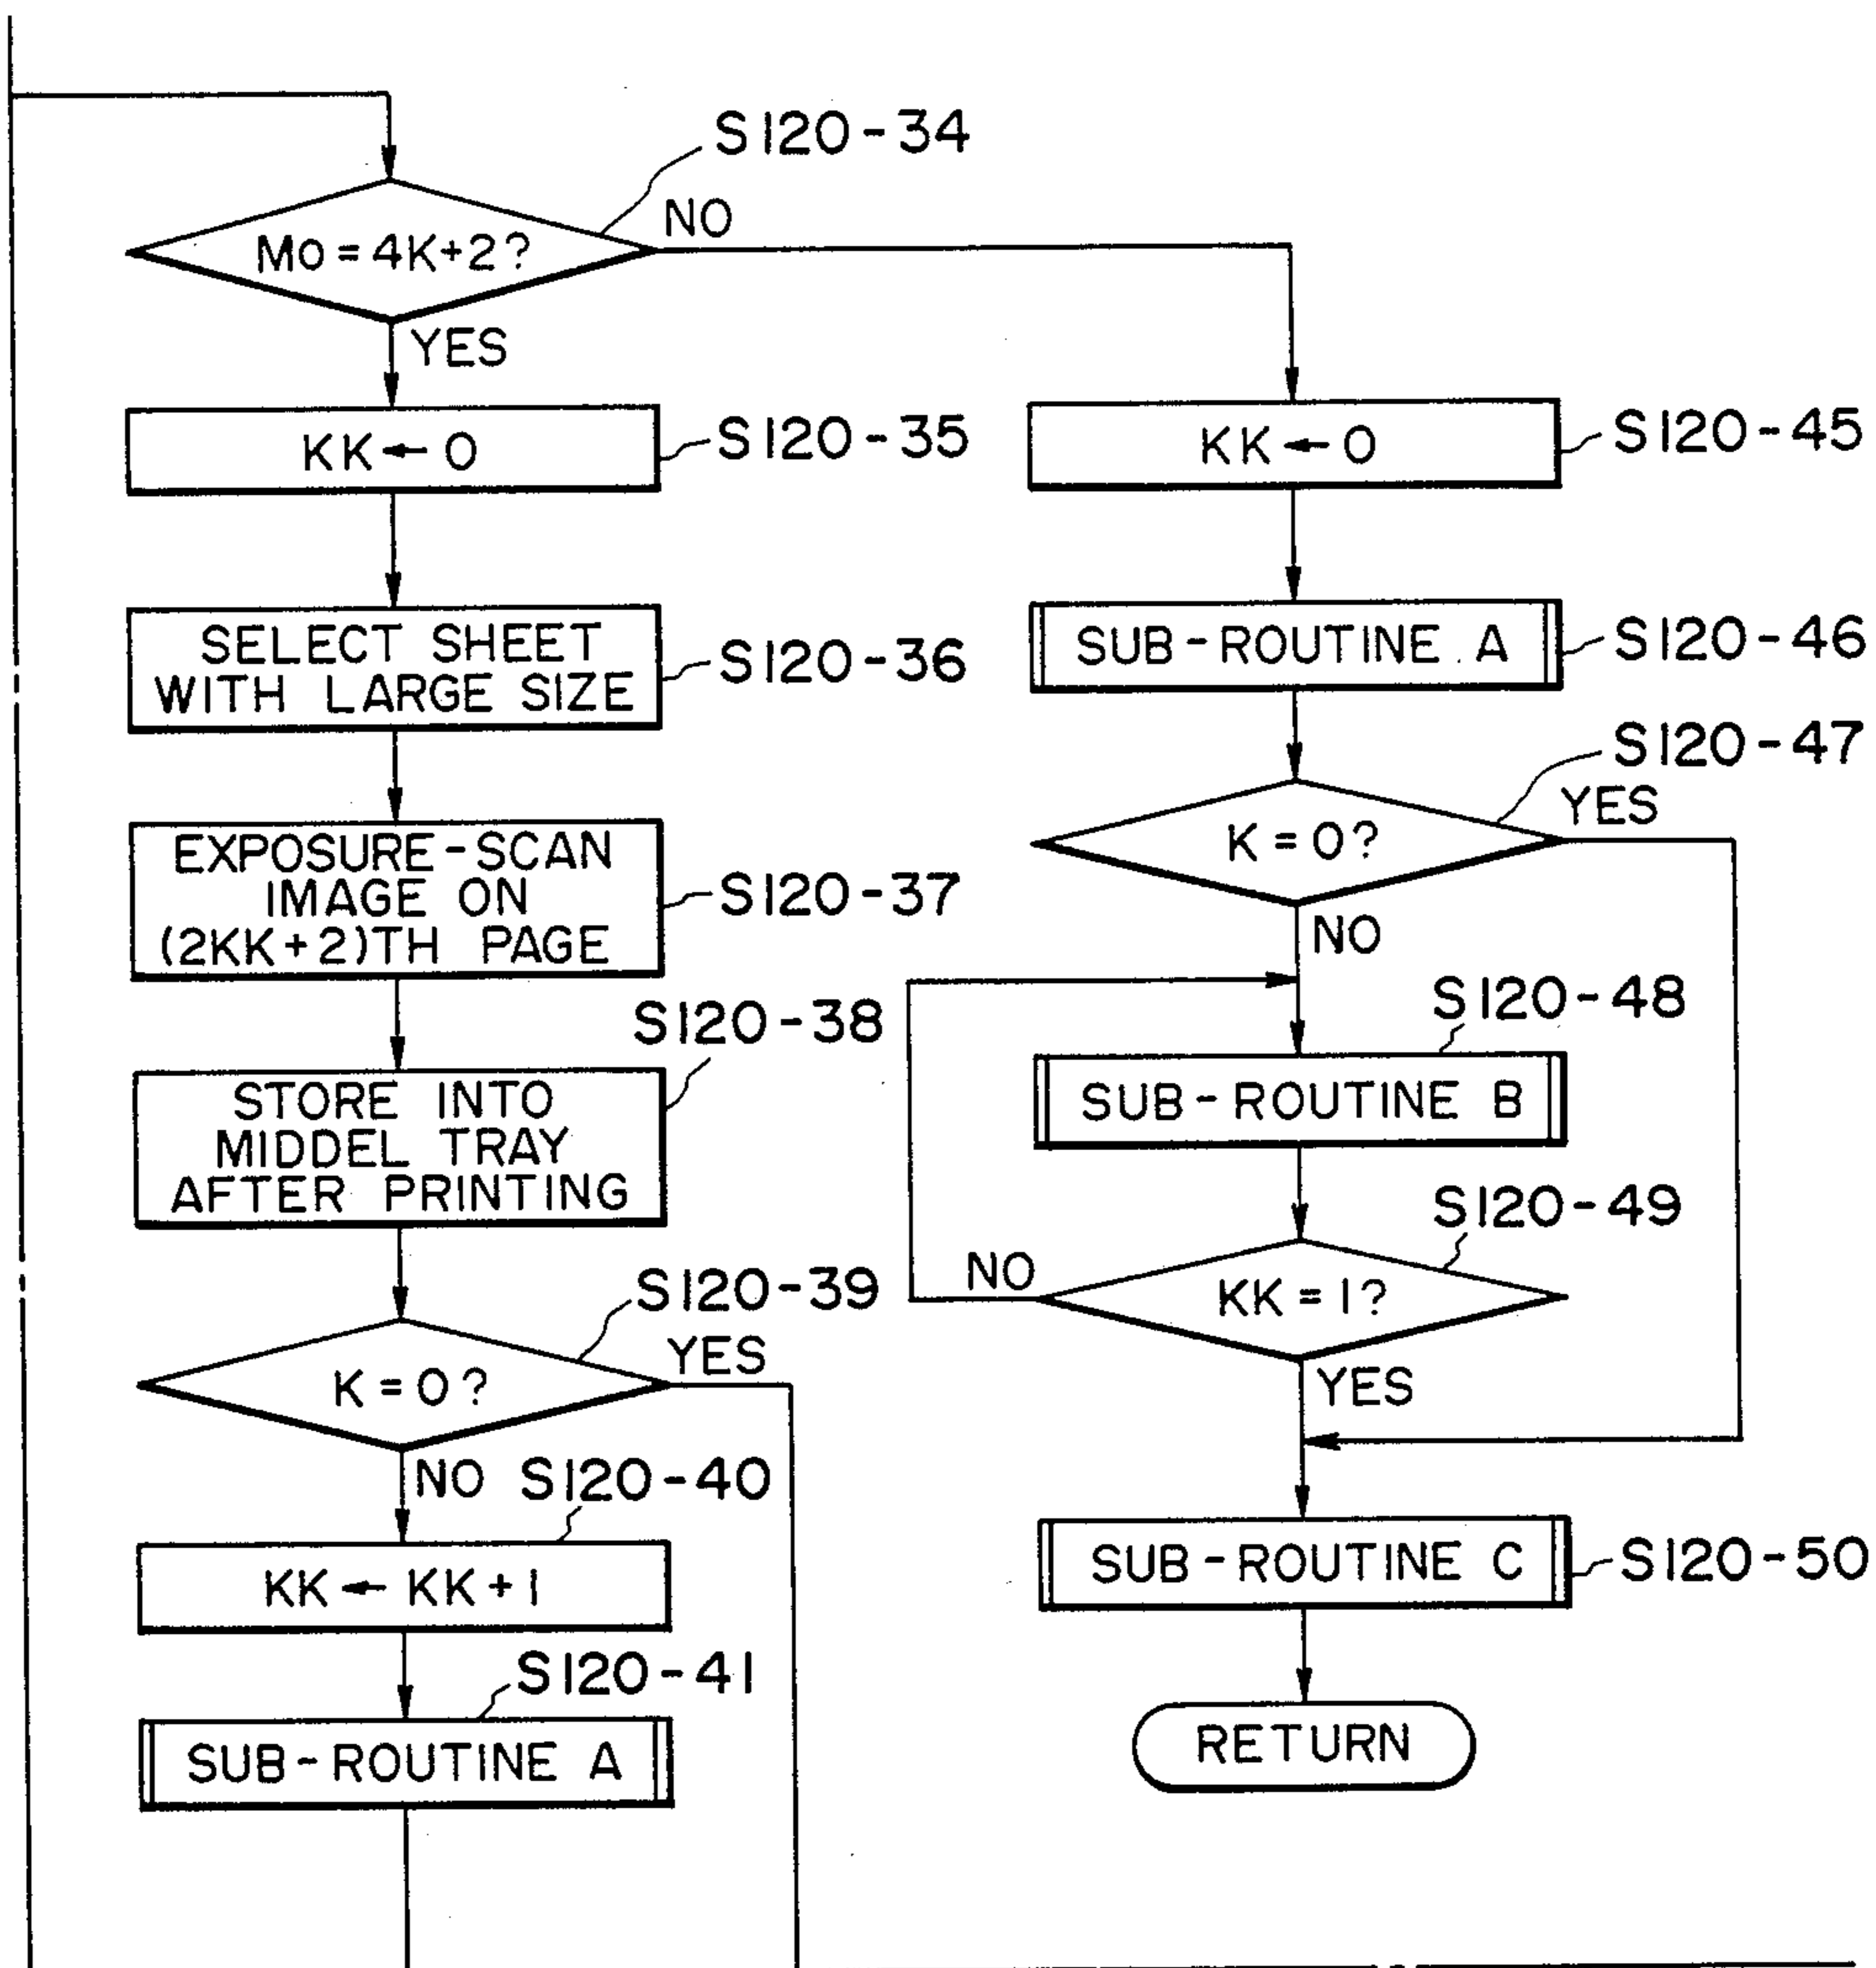 S120-34
Mo=4K+2?
NO
YES
KK←0
S120-35
SELECT SHEET
WITH LARGE SIZE
S120-36
EXPOSURE-SCAN
IMAGE ON
(2KK+2)TH PAGE
S120-37
S120-38
STORE INTO
MIDDEL TRAY
AFTER PRINTING
S120-39
K=0?
YES
NO
S120-40
KK←KK+1
S120-41
SUB-ROUTINE A
KK←0
S120-45
SUB-ROUTINE A
S120-46
S120-47
K=0?
YES
NO
S120-48
SUB-ROUTINE B
S120-49
KK=1?
NO
YES
SUB-ROUTINE C
S120-50
RETURN